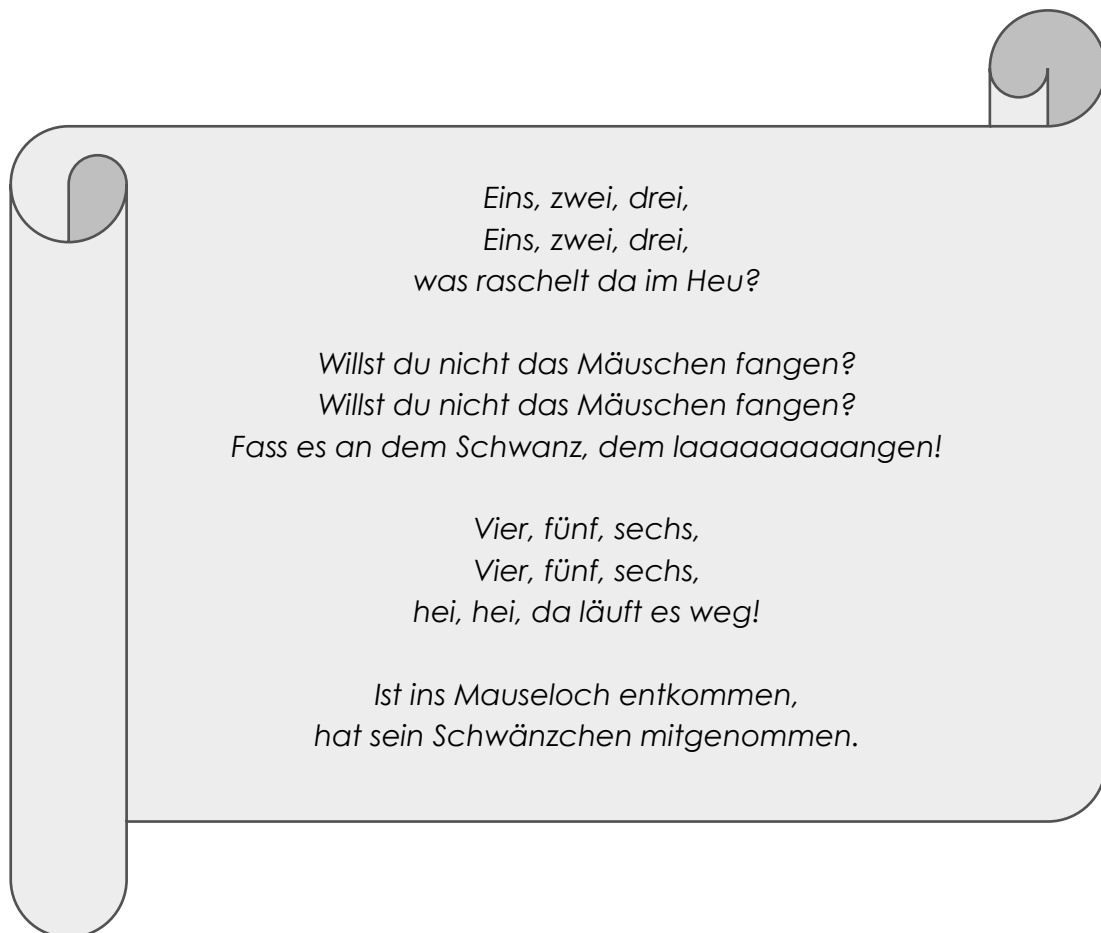 Eins, zwei, drei,
Eins, zwei, drei,
was raschelt da im Heu?
Willst du nicht das Mäuschen fangen?
Willst du nicht das Mäuschen fangen?
Fass es an dem Schwanz, dem laaaaaaaaangen!
Vier, fünf, sechs,
Vier, fünf, sechs,
hei, hei, da läuft es weg!
Ist ins Mauseloch entkommen,
hat sein Schwänzchen mitgenommen.